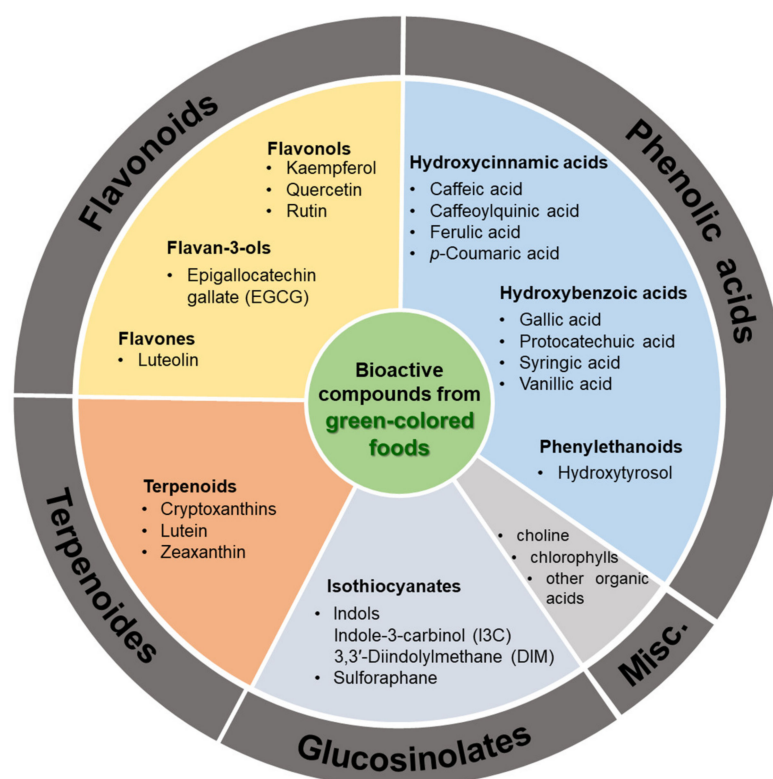 Flavonoids
Flavonols
• Kaempferol
• Quercetin
• Rutin
Flavan-3-ols
• Epigallocatechin
gallate (EGCG)
Flavones
• Luteolin
Phenolic acids
Hydroxycinnamic acids
• Caffeic acid
• Caffeoylquinic acid
• Ferulic acid
• p-Coumaric acid
Hydroxybenzoic acids
• Gallic acid
• Protocatechuic acid
• Syringic acid
• Vanillic acid
Phenylethanoids
• Hydroxytyrosol
Bioactive
compounds from
green-colored
foods
Terpenoides
Terpenoids
• Cryptoxanthins
• Lutein
• Zeaxanthin
Glucosinolates
Isothiocyanates
• Indols
Indole-3-carbinol (I3C)
3,3′-Diindolylmethane (DIM)
• Sulforaphane
Misc.
• choline
• chlorophylls
• other organic
acids